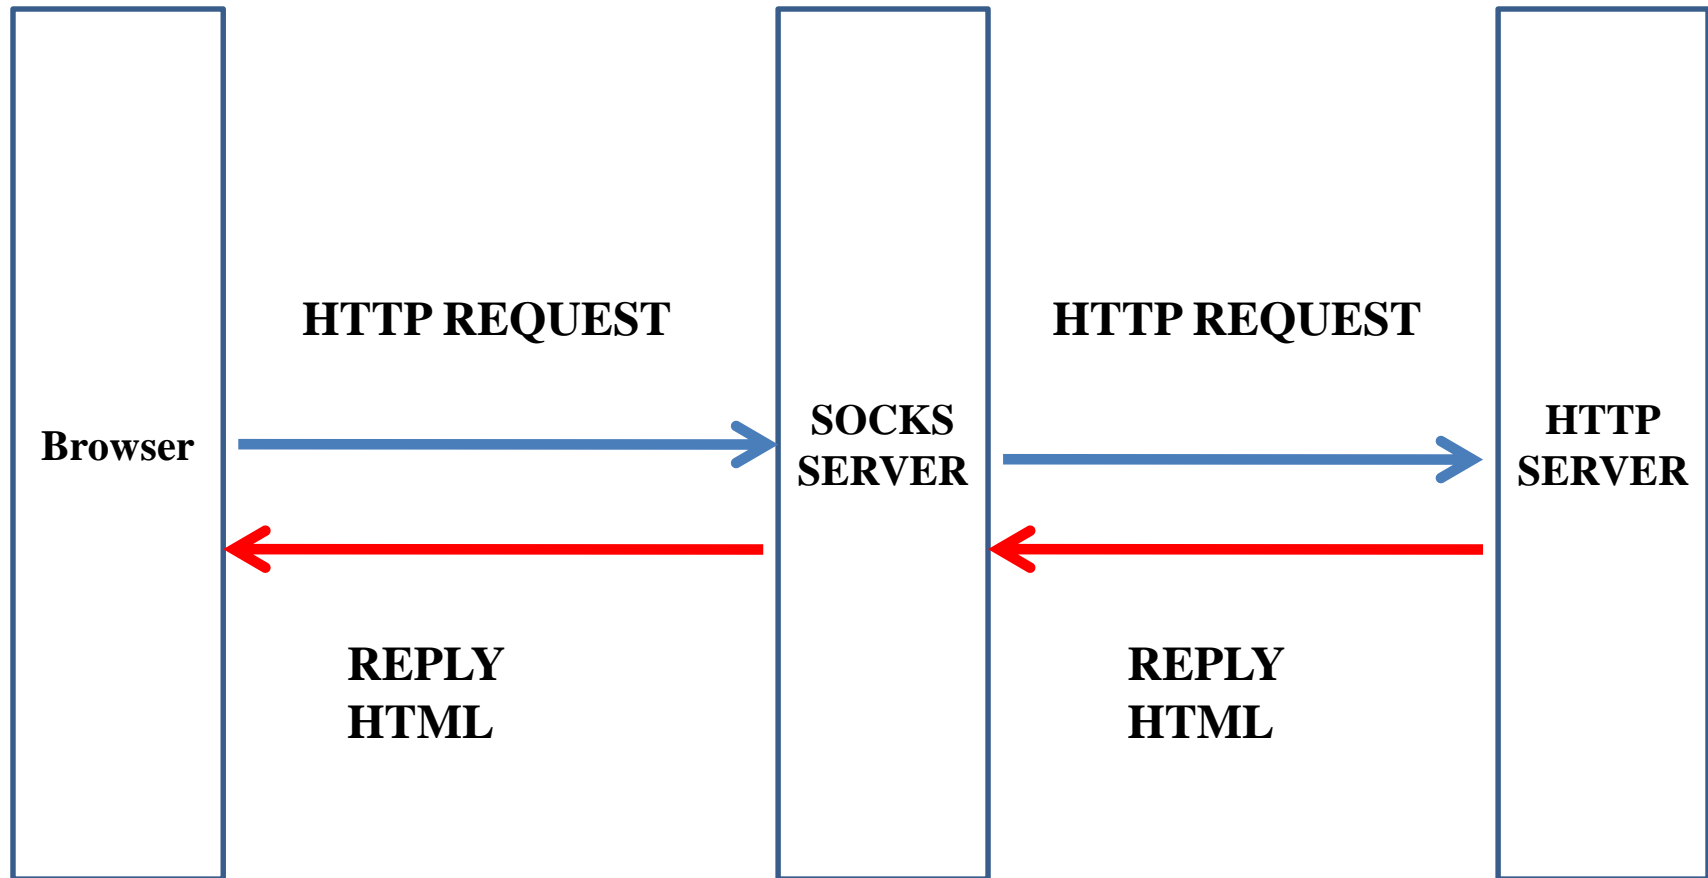 HTTP REQUEST
HTTP REQUEST
Browser
SOCKS
SERVER
HTTP
SERVER
REPLY
HTML
REPLY
HTML